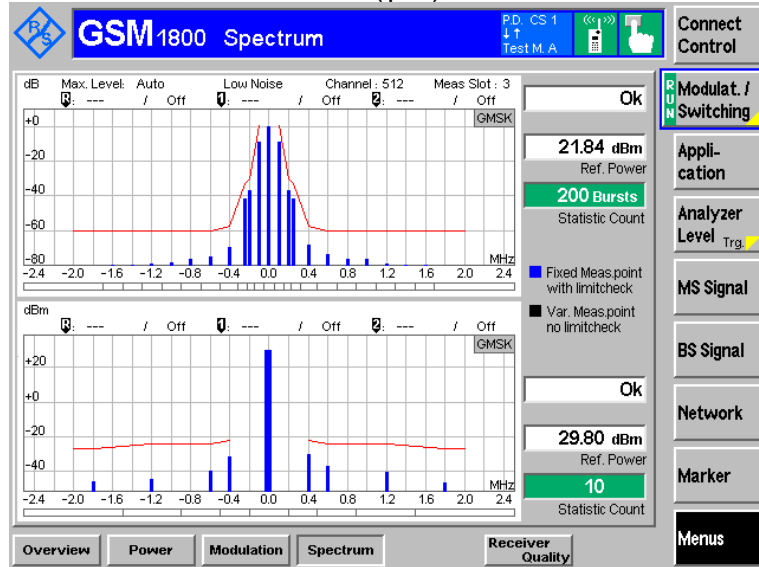 R/S GSM 1800 Spectrum P.D. CS 1 Test M. A
Connect Control
dB Max. Level: Auto Low Noise Channel : 512 Meas Slot : 3
R: --- / Off 1: --- / Off 2: --- / Off
GMSK
+0
-20
-40
-60
-80
MHz
-2.4 -2.0 -1.6 -1.2 -0.8 -0.4 0.0 0.4 0.8 1.2 1.6 2.0 2.4
Ok
21.84 dBm
Ref. Power
200 Bursts
Statistic Count
Fixed Meas.point
with limitcheck
Var. Meas.point
no limitcheck
dBm
R: --- / Off 1: --- / Off 2: --- / Off
GMSK
+20
+0
-20
-40
MHz
-2.4 -2.0 -1.6 -1.2 -0.8 -0.4 0.0 0.4 0.8 1.2 1.6 2.0 2.4
Ok
29.80 dBm
Ref. Power
10
Statistic Count
RUN
Modulat. /
Switching
Appli-
cation
Analyzer
Level Trg.
MS Signal
BS Signal
Network
Marker
Menus
Overview Power Modulation Spectrum Receiver Quality